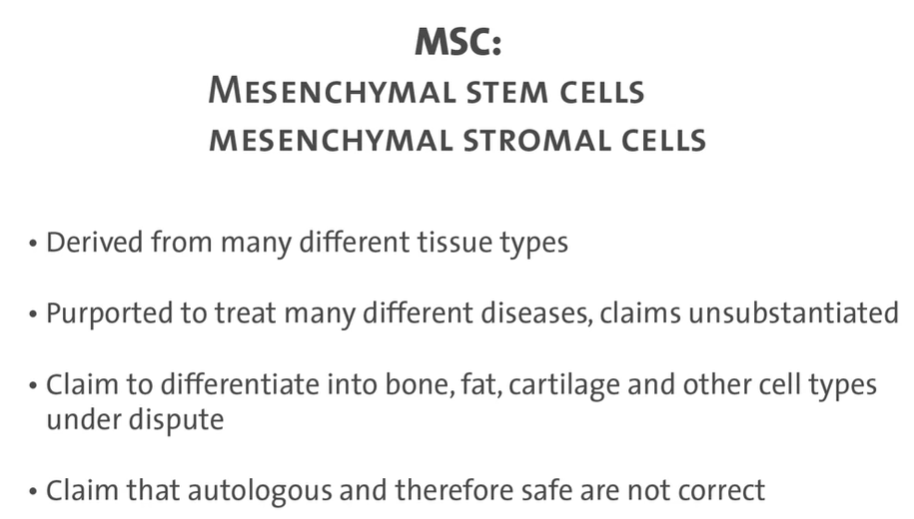 MSC:
MESENCHYMAL STEM CELLS
MESENCHYMAL STROMAL CELLS
• Derived from many different tissue types
• Purported to treat many different diseases, claims unsubstantiated
• Claim to differentiate into bone, fat, cartilage and other cell types
under dispute
• Claim that autologous and therefore safe are not correct